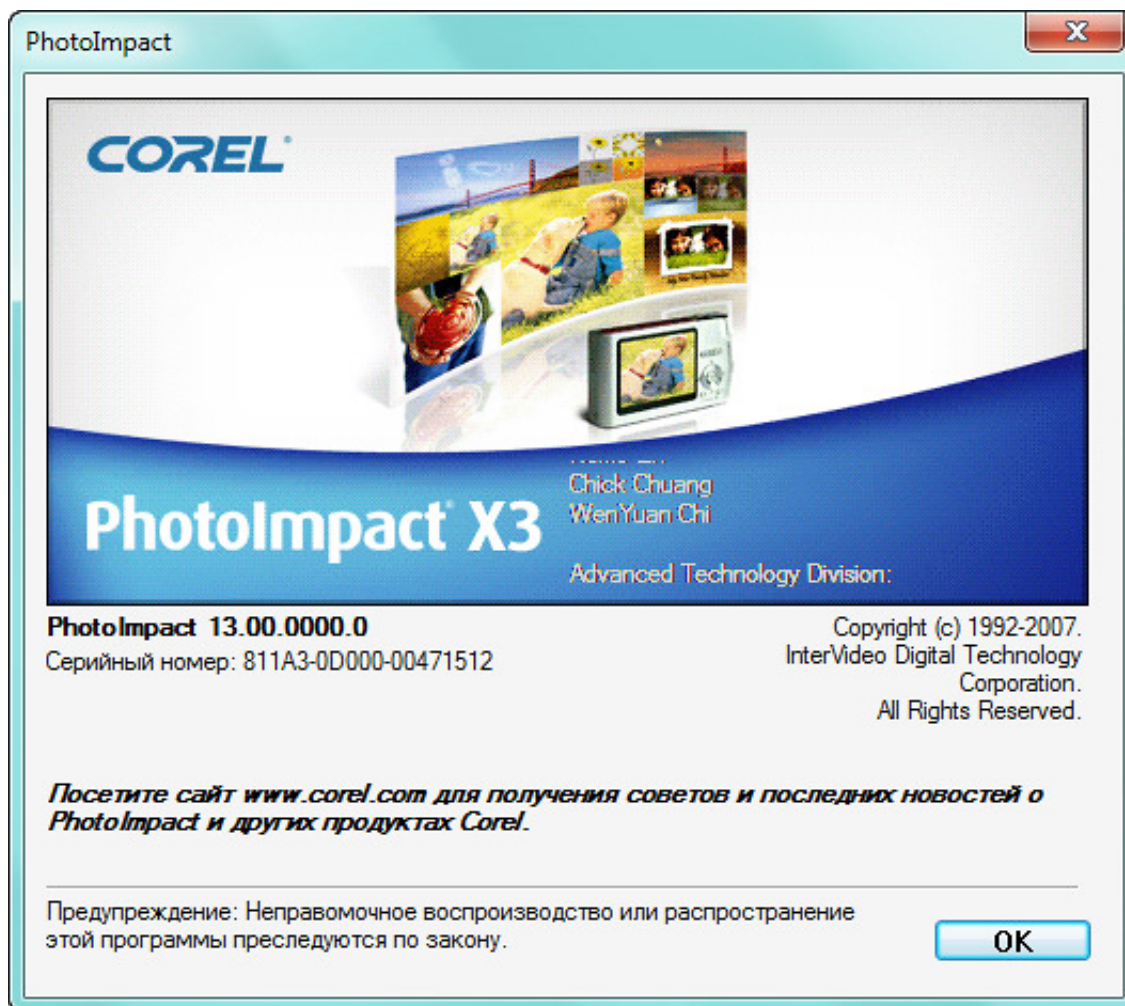 PhotoImpact
COREL
COREL
Chick Chuang
WenYuan Chi
PhotoImpact X3
Advanced Technology Division:
PhotoImpact 13.00.0000.0
Серийный номер: 811A3-0D000-00471512
Copyright (c) 1992-2007.
InterVideo Digital Technology
Corporation.
All Rights Reserved.
Посетите сайт www.corel.com для получения советов и последних новостей о
PhotoImpact и других продуктах Corel.
Предупреждение: Неправомочное воспроизводство или распространение
этой программы преследуются по закону.
OK